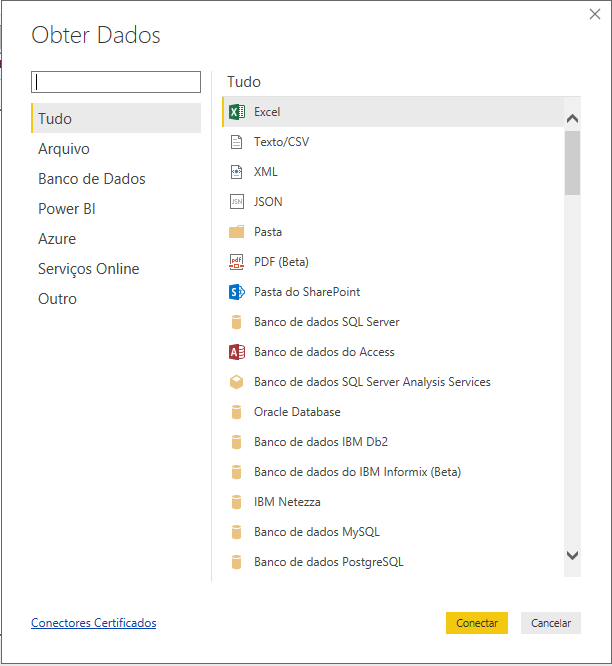 Obter Dados
Tudo
Arquivo
Banco de Dados
Power BI
Azure
Serviços Online
Outro
Tudo
Excel
Texto/CSV
XML
JSON
Pasta
PDF (Beta)
Pasta do SharePoint
Banco de dados SQL Server
Banco de dados do Access
Banco de dados SQL Server Analysis Services
Oracle Database
Banco de dados IBM Db2
Banco de dados do IBM Informix (Beta)
IBM Netezza
Banco de dados MySQL
Banco de dados PostgreSQL
Conectores Certificados
Conectar
Cancelar